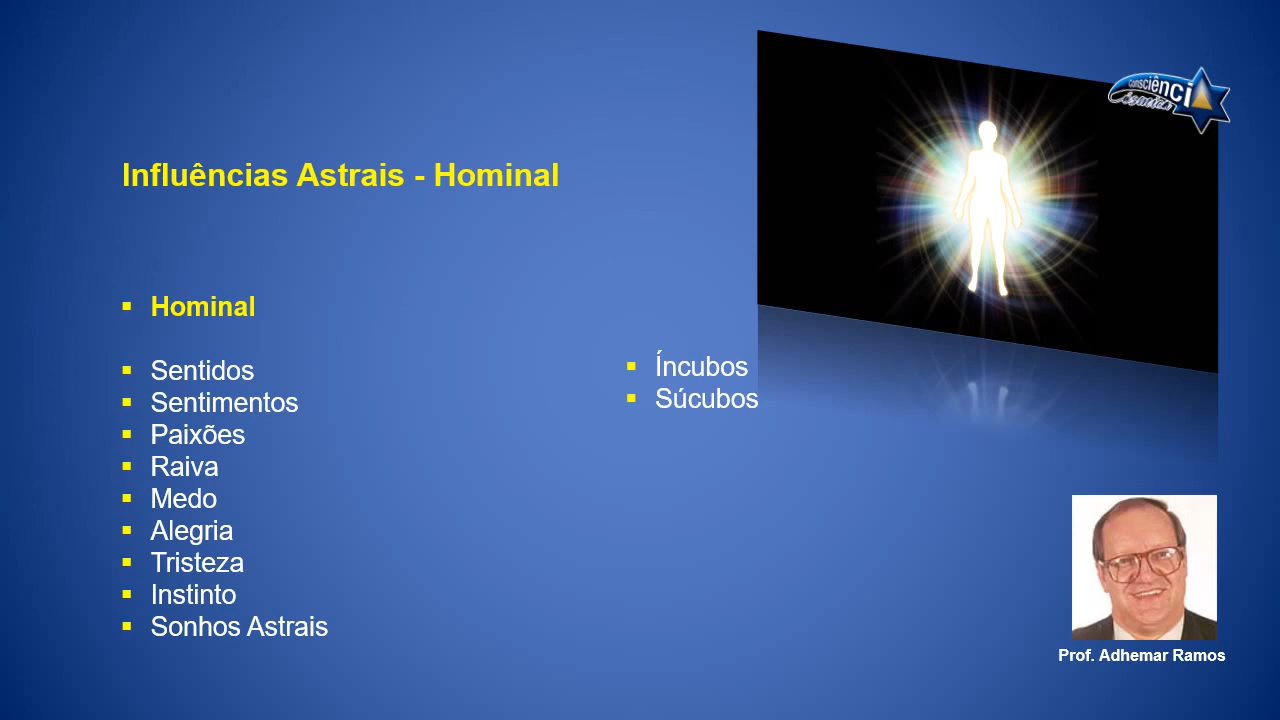 consciênci
Influências Astrais - Hominal
Hominal
Sentidos
Sentimentos
Paixões
Raiva
Medo
Alegria
Tristeza
Instinto
Sonhos Astrais
Íncubos
Súcubos
Prof. Adhemar Ramos